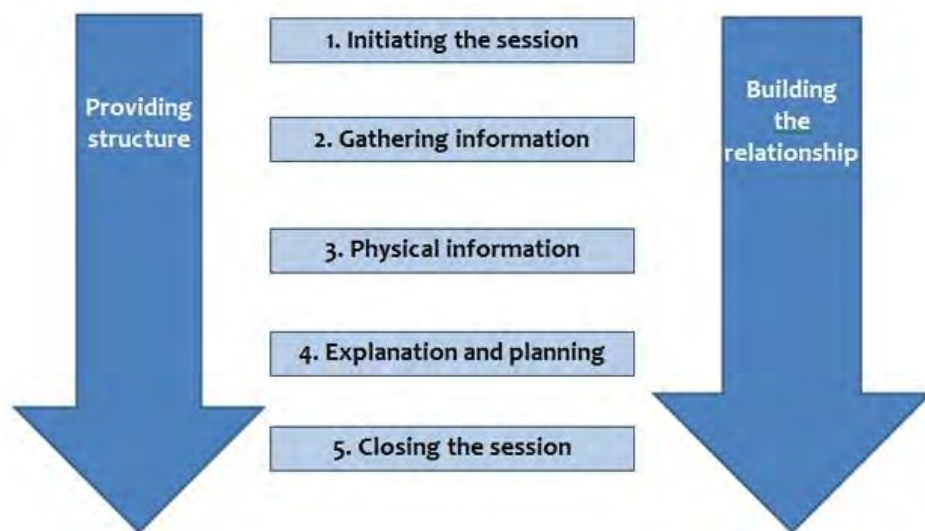 1. Initiating the session
Providing
structure
Building
the
relationship
2. Gathering information
3. Physical information
4. Explanation and planning
5. Closing the session